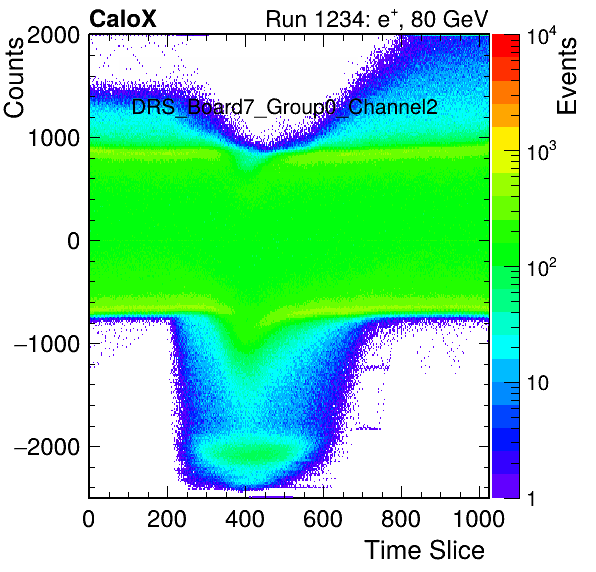 CaloX Run 1234: e⁺, 80 GeV
Counts
Events
DRS_Board7_Group0_Channel2
2000
1000
0
−1000
−2000
0 200 400 600 800 1000
Time Slice
10⁴
10³
10²
10
1